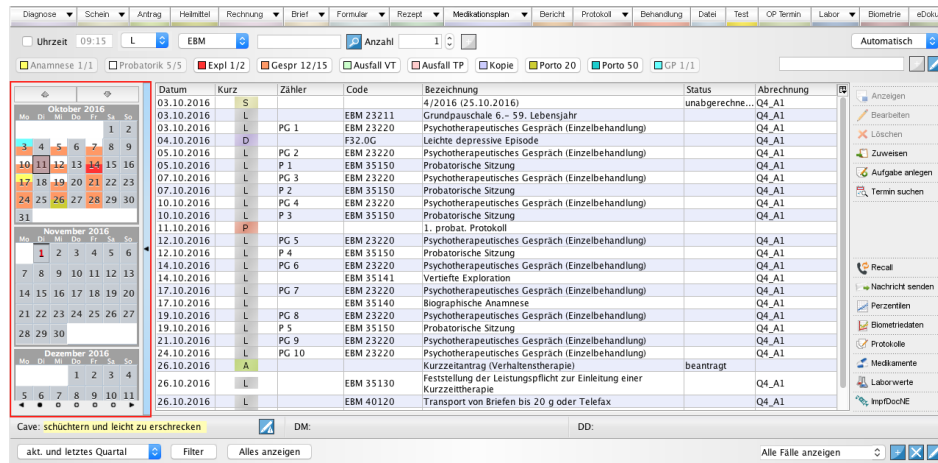 Diagnose Schein Antrag Heilmittel Rechnung Brief Formular Rezept Medikationsplan Bericht Protokoll Behandlung Datei Test OP Termin Labor Biometrie eDoku
Uhrzeit 09:15 L EBM Anzahl 1 Automatisch
Anamnese 1/1 Probatorik 5/5 Expl 1/2 Gespr 12/15 Ausfall VT Ausfall TP Kopie Porto 20 Porto 50 GP 1/1
Oktober 2016
Mo Di Mi Do Fr Sa So
1 2
3 4 5 6 7 8 9
10 11 12 13 14 15 16
17 18 19 20 21 22 23
24 25 26 27 28 29 30
31
November 2016
Mo Di Mi Do Fr Sa So
1 2 3 4 5 6
7 8 9 10 11 12 13
14 15 16 17 18 19 20
21 22 23 24 25 26 27
28 29 30
Dezember 2016
Mo Di Mi Do Fr Sa So
1 2 3 4
5 6 7 8 9 10 11
Datum Kurz Zähler Code Bezeichnung Status Abrechnung
03.10.2016 S 4/2016 (25.10.2016) unabgerechne... Q4_A1
03.10.2016 L EBM 23211 Grundpauschale 6.- 59. Lebensjahr Q4_A1
03.10.2016 L PG 1 EBM 23220 Psychotherapeutisches Gespräch (Einzelbehandlung) Q4_A1
04.10.2016 D F32.0G Leichte depressive Episode Q4_A1
05.10.2016 L PG 2 EBM 23220 Psychotherapeutisches Gespräch (Einzelbehandlung) Q4_A1
05.10.2016 L P 1 EBM 35150 Probatorische Sitzung Q4_A1
07.10.2016 L PG 3 EBM 23220 Psychotherapeutisches Gespräch (Einzelbehandlung) Q4_A1
07.10.2016 L P 2 EBM 35150 Probatorische Sitzung Q4_A1
10.10.2016 L PG 4 EBM 23220 Psychotherapeutisches Gespräch (Einzelbehandlung) Q4_A1
10.10.2016 L P 3 EBM 35150 Probatorische Sitzung Q4_A1
11.10.2016 P 1. probat. Protokoll
12.10.2016 L PG 5 EBM 23220 Psychotherapeutisches Gespräch (Einzelbehandlung) Q4_A1
12.10.2016 L P 4 EBM 35150 Probatorische Sitzung Q4_A1
14.10.2016 L PG 6 EBM 23220 Psychotherapeutisches Gespräch (Einzelbehandlung) Q4_A1
14.10.2016 L EBM 35141 Vertiefte Exploration Q4_A1
17.10.2016 L PG 7 EBM 23220 Psychotherapeutisches Gespräch (Einzelbehandlung) Q4_A1
17.10.2016 L EBM 35140 Biographische Anamnese Q4_A1
19.10.2016 L PG 8 EBM 23220 Psychotherapeutisches Gespräch (Einzelbehandlung) Q4_A1
19.10.2016 L P 5 EBM 35150 Probatorische Sitzung Q4_A1
21.10.2016 L PG 9 EBM 23220 Psychotherapeutisches Gespräch (Einzelbehandlung) Q4_A1
24.10.2016 L PG 10 EBM 23220 Psychotherapeutisches Gespräch (Einzelbehandlung) Q4_A1
26.10.2016 A Kurzzeitantrag (Verhaltenstherapie) beantragt
26.10.2016 L EBM 35130 Feststellung der Leistungspflicht zur Einleitung einer Q4_A1
Kurzzeittherapie
26.10.2016 L EBM 40120 Transport von Briefen bis 20 g oder Telefax Q4_A1
Anzeigen
Bearbeiten
Löschen
Zuweisen
Aufgabe anlegen
Termin suchen
Recall
Nachricht senden
Perzentilen
Biometriedaten
Protokolle
Medikamente
Laborwerte
ImpfDocNE
Cave: schüchtern und leicht zu erschrecken DM: DD:
akt. und letztes Quartal Filter Alles anzeigen Alle Fälle anzeigen